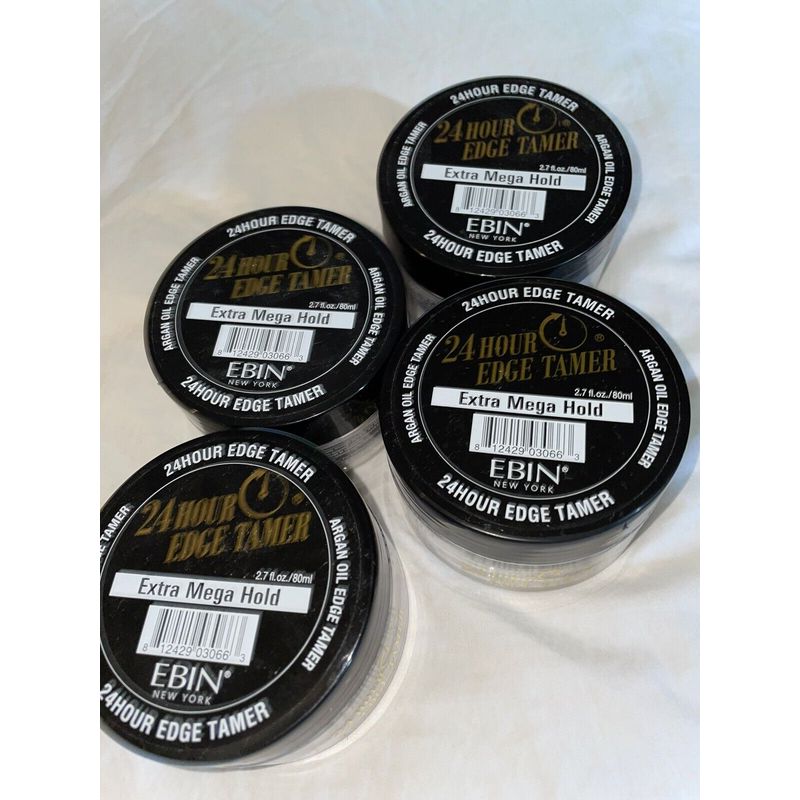 24HOUR EDGE TAMER
24 HOUR
EDGE TAMER
2.7 fl.oz./80ml
Extra Mega Hold
8 12429 03066 3
EBIN®
NEW YORK
ARGAN OIL EDGE TAMER
ARGAN OIL EDGE TAMER
24HOUR EDGE TAMER
24HOUR EDGE TAMER
24 HOUR
EDGE TAMER
2.7 fl.oz./80ml
Extra Mega Hold
8 12429 03066 3
EBIN®
NEW YORK
ARGAN OIL EDGE TAMER
ARGAN OIL EDGE TAMER
24HOUR EDGE TAMER
24HOUR EDGE TAMER
24 HOUR
EDGE TAMER®
2.7 fl.oz./80ml
Extra Mega Hold
8 12429 03066 3
EBIN®
NEW YORK
ARGAN OIL EDGE TAMER
ARGAN OIL EDGE TAMER
24HOUR EDGE TAMER
24HOUR EDGE TAMER
24 HOUR
EDGE TAMER®
2.7 fl.oz./80ml
Extra Mega Hold
8 12429 03066 3
EBIN®
NEW YORK
TAMER
ARGAN OIL EDGE TAMER
24HOUR EDGE TAMER